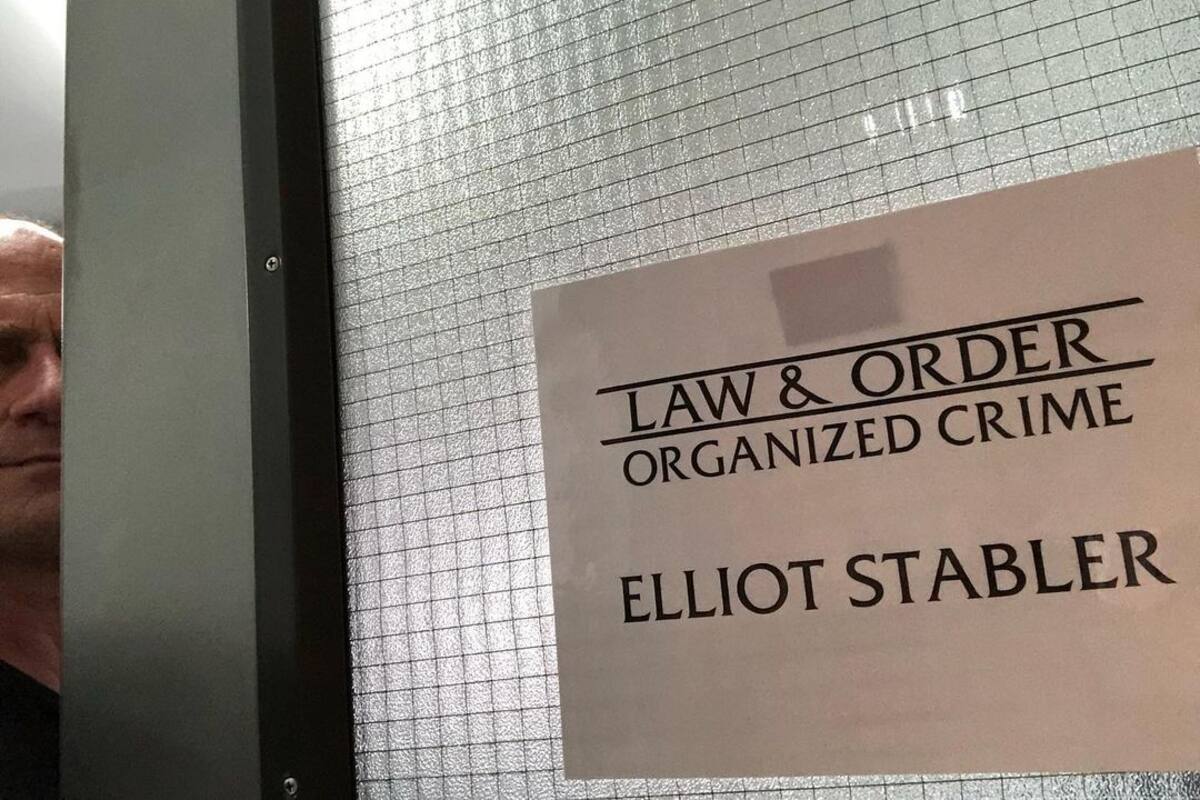 LAW & ORDER
ORGANIZED CRIME
ELLIOT STABLER